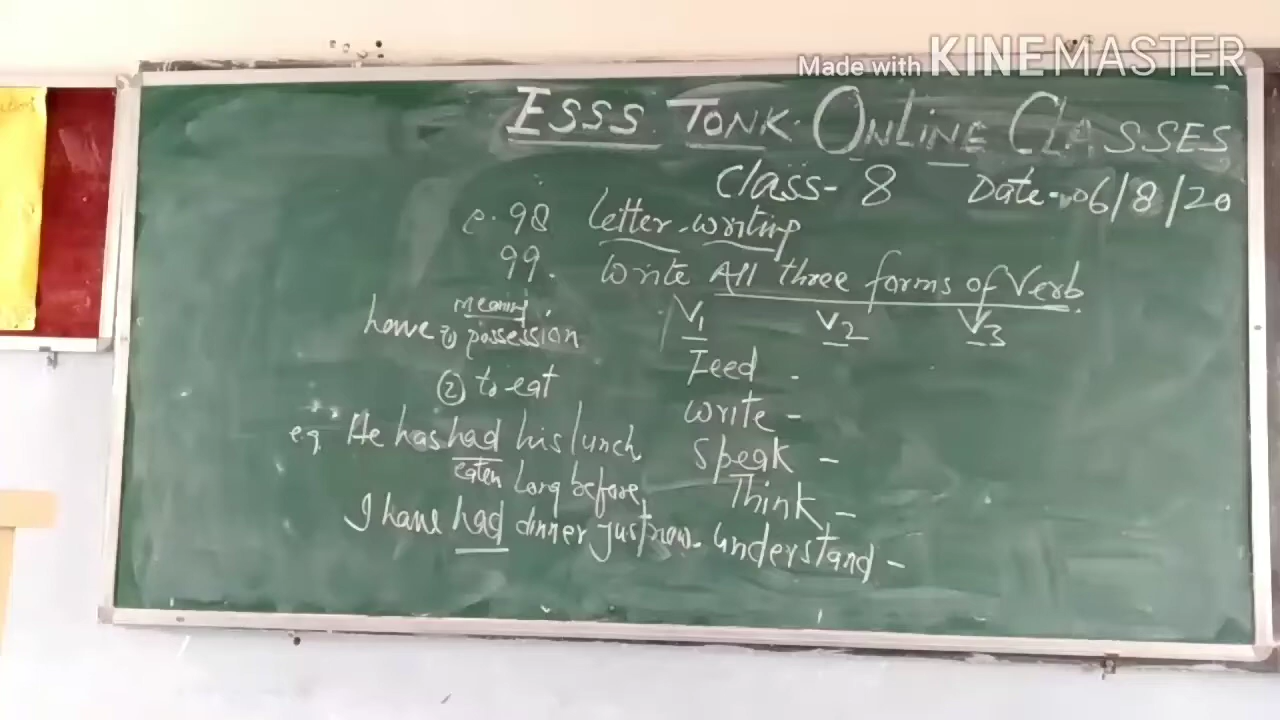 Made with KINEMASTER
ESSS. TONK. ONLINE CLASSES
Class- 8 Date- 06/8/20
98 letter-writing
99. Write All three forms of Verb.
meaning
have ① possession
② to eat
e.g. He has had his lunch,
eaten long before,
I have had dinner just now.
V1 V2 V3
Feed -
Write -
Speak -
Think, -
Understand -